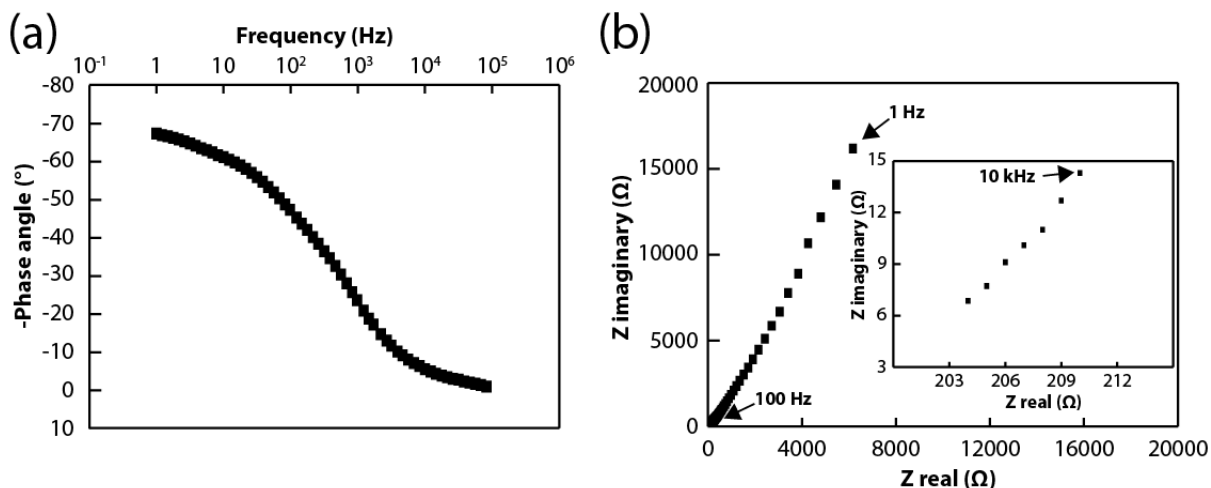 (a)
Frequency (Hz)
10-1 1 10 10² 10³ 10⁴ 10⁵ 10⁶
-80
-70
-60
-50
-40
-30
-20
-10
0
10
-Phase angle (°)
(b)
20000
15000
10000
5000
0
Z imaginary (Ω)
1 Hz
100 Hz
0 4000 8000 12000 16000 20000
Z real (Ω)
15
12
9
6
3
Z imaginary (Ω)
10 kHz
203 206 209 212
Z real (Ω)